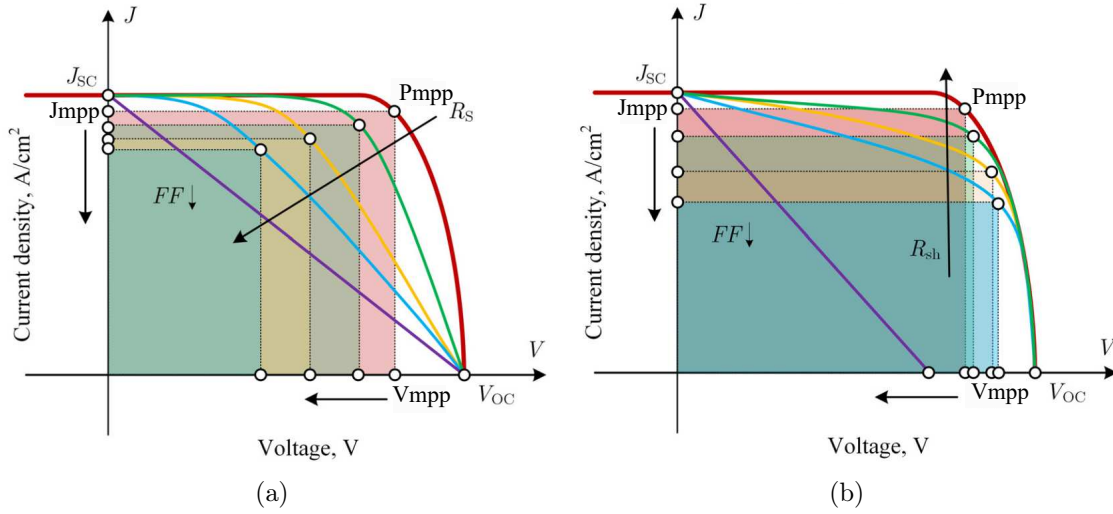 J
J_SC
Jmpp
Pmpp
R_S
FF↓
Current density, A/cm²
V
Vmpp
V_OC
Voltage, V
(a)
J
J_SC
Jmpp
Pmpp
FF↓
R_sh
Current density, A/cm²
V
Vmpp
V_OC
Voltage, V
(b)